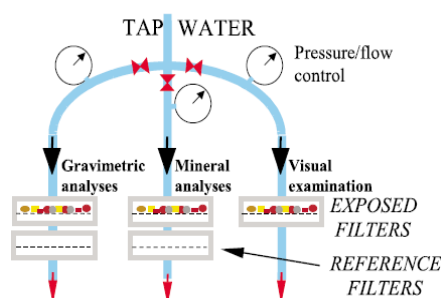 TAP WATER
Pressure/flow
control
Gravimetric
analyses
Mineral
analyses
Visual
examination
EXPOSED
FILTERS
REFERENCE
FILTERS